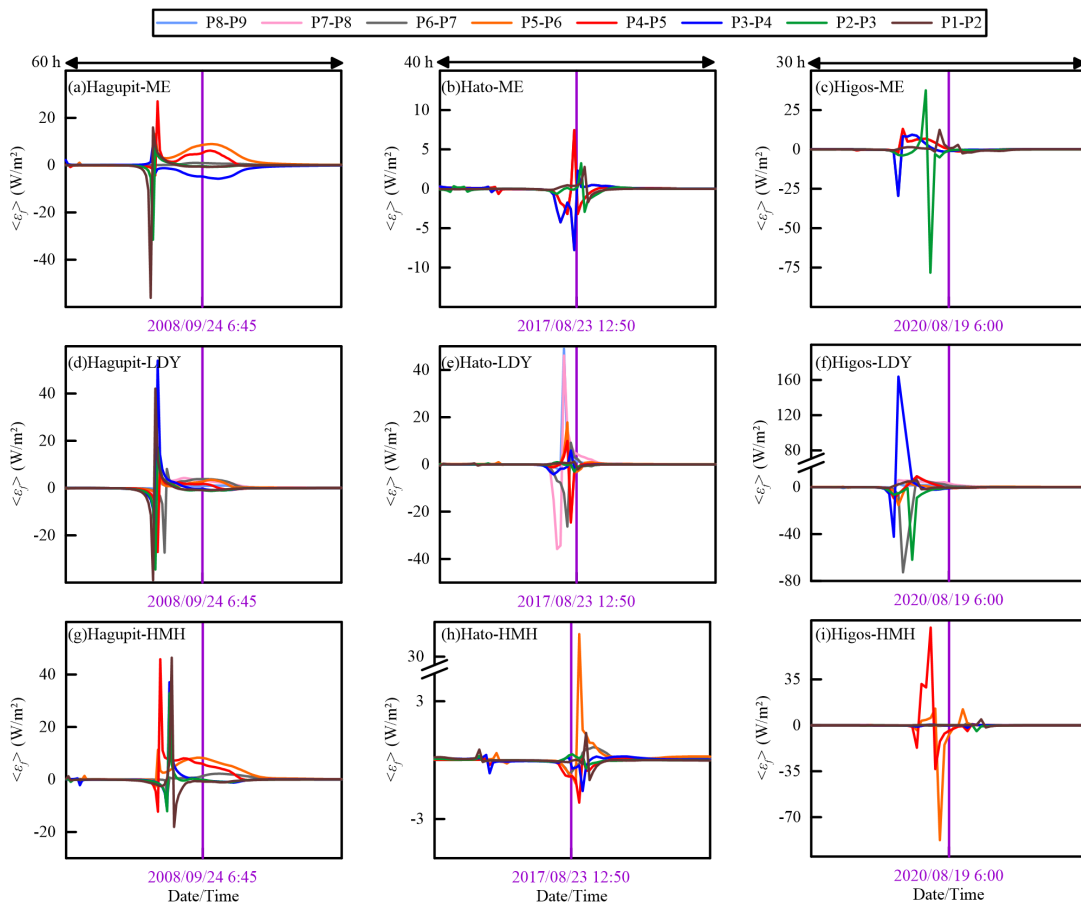 P8-P9 P7-P8 P6-P7 P5-P6 P4-P5 P3-P4 P2-P3 P1-P2
60 h 40 h 30 h
(a)Hagupit-ME
20
0
-20
-40
<εf> (W/m²)
2008/09/24 6:45
(b)Hato-ME
10
5
0
-5
-10
<εf> (W/m²)
2017/08/23 12:50
(c)Higos-ME
25
0
-25
-50
-75
<εf> (W/m²)
2020/08/19 6:00
(d)Hagupit-LDY
40
20
0
-20
<εf> (W/m²)
2008/09/24 6:45
(e)Hato-LDY
40
20
0
-20
-40
<εf> (W/m²)
2017/08/23 12:50
(f)Higos-LDY
160
120
80
0
-40
-80
<εf> (W/m²)
2020/08/19 6:00
(g)Hagupit-HMH
40
20
0
-20
<εf> (W/m²)
2008/09/24 6:45
Date/Time
(h)Hato-HMH
30
3
-3
<εf> (W/m²)
2017/08/23 12:50
Date/Time
(i)Higos-HMH
35
0
-35
-70
<εf> (W/m²)
2020/08/19 6:00
Date/Time